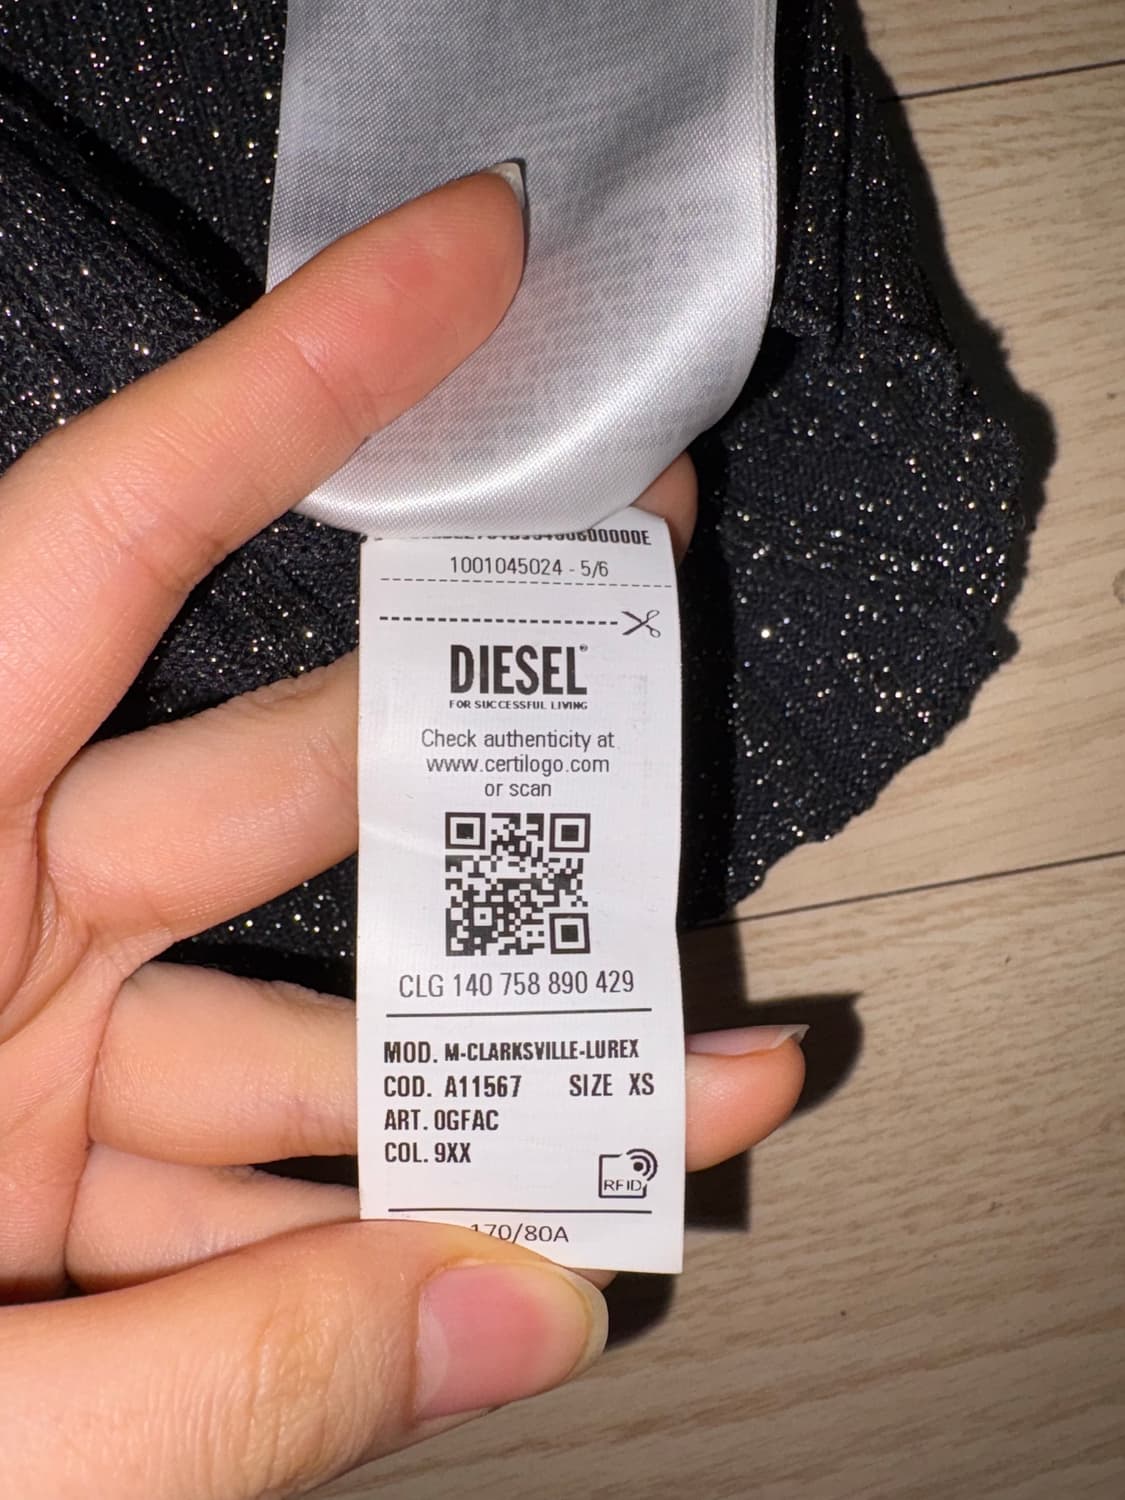 1001045024 - 5/6
DIESEL®
FOR SUCCESSFUL LIVING
Check authenticity at
www.certilogo.com
or scan
CLG 140 758 890 429
MOD. M-CLARKSVILLE-LUREX
COD. A11567 SIZE XS
ART. 0GFAC
COL. 9XX
RFID
170/80A